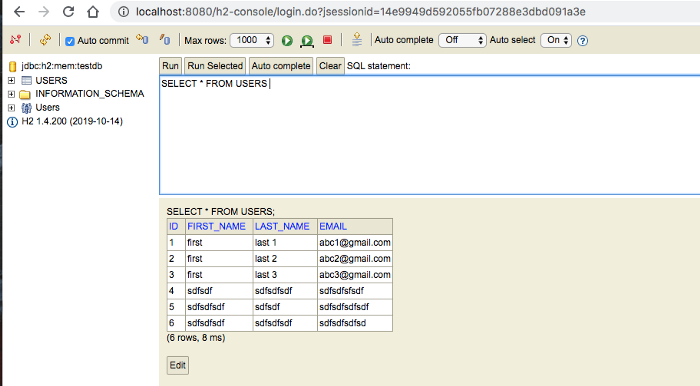 localhost:8080/h2-console/login.do?jsessionid=14e9949d592055fb07288e3dbd091a3e
Auto commit Max rows: 1000 Auto complete Off Auto select On ?
jdbc:h2:mem:testdb
USERS
INFORMATION_SCHEMA
Users
H2 1.4.200 (2019-10-14)
Run Run Selected Auto complete Clear SQL statement:
SELECT * FROM USERS
SELECT * FROM USERS;
ID FIRST_NAME LAST_NAME EMAIL
1 first last 1 abc1@gmail.com
2 first last 2 abc2@gmail.com
3 first last 3 abc3@gmail.com
4 sdfsdf sdfsdfsdf sdfsdfsfsdf
5 sdfsdfsdf sdfsdf sdfsdfsdfsdf
6 sdfsdf sdfsdfsdf sdfsdfsdfsd
(6 rows, 8 ms)
Edit